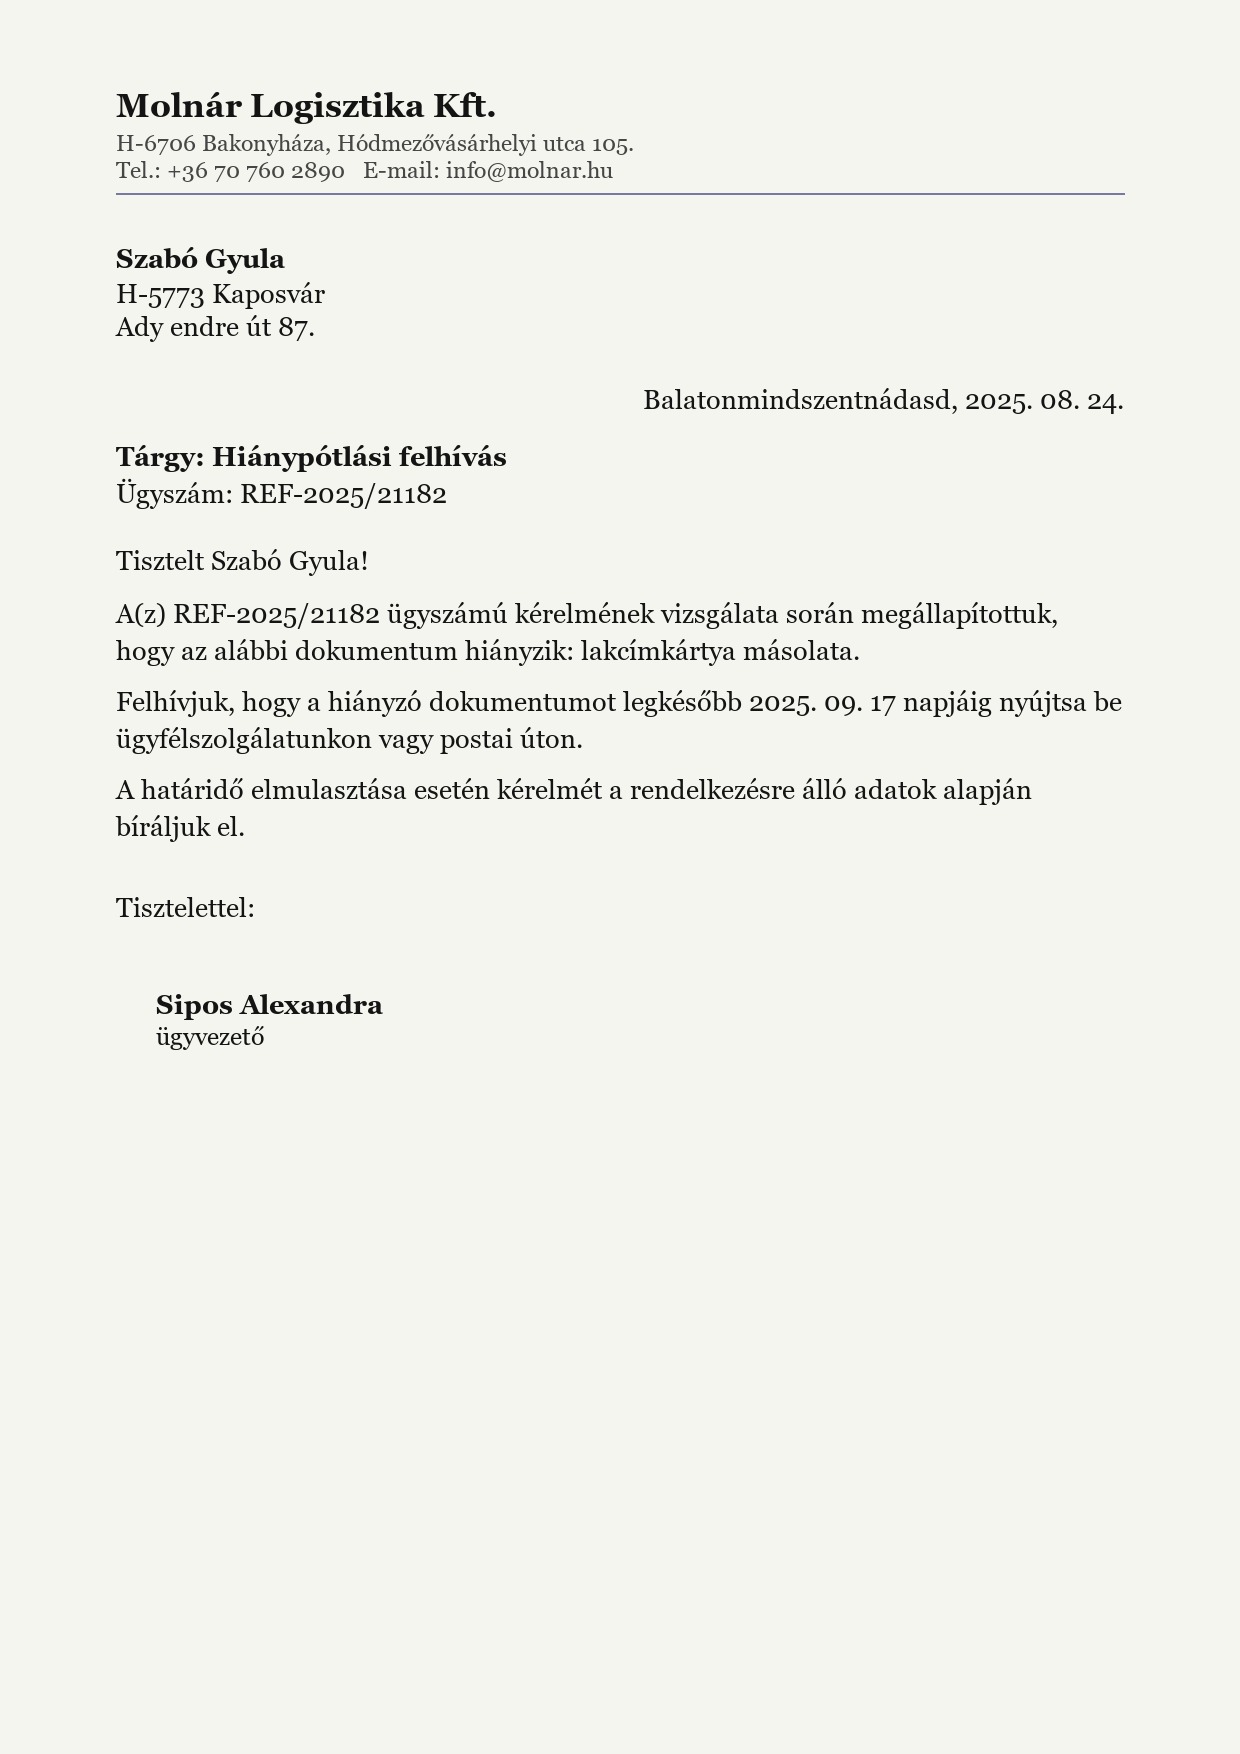 Molnár Logisztika Kft.
H-6706 Bakonyháza, Hódmezővásárhelyi utca 105.
Tel.: +36 70 760 2890 E-mail: info@molnar.hu
Szabó Gyula
H-5773 Kaposvár
Ady endre út 87.
Balatonmindszentnádasd, 2025. 08. 24.
Tárgy: Hiánypótlási felhívás
Ügyszám: REF-2025/21182
Tisztelt Szabó Gyula!
A(z) REF-2025/21182 ügyszámú kérelmének vizsgálata során megállapítottuk,
hogy az alábbi dokumentum hiányzik: lakcímkártya másolata.
Felhívjuk, hogy a hiányzó dokumentumot legkésőbb 2025. 09. 17 napjáig nyújtsa be
ügyfélszolgálatunkon vagy postai úton.
A határidő elmulasztása esetén kérelmét a rendelkezésre álló adatok alapján
bíráljuk el.
Tisztelettel:
Sipos Alexandra
ügyvezető